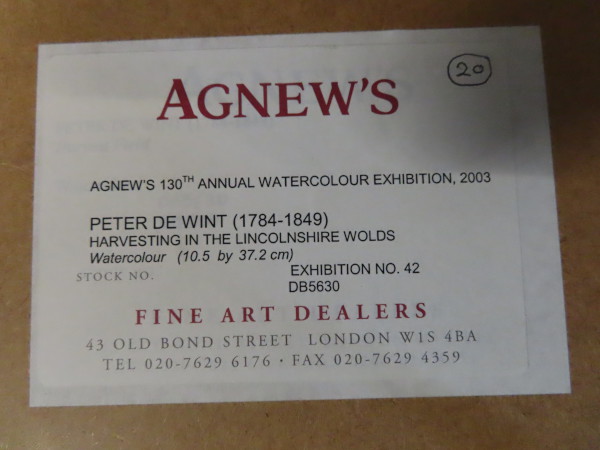 20
AGNEW'S
AGNEW'S 130TH ANNUAL WATERCOLOUR EXHIBITION, 2003
PETER DE WINT (1784-1849)
HARVESTING IN THE LINCOLNSHIRE WOLDS
Watercolour (10.5 by 37.2 cm)
STOCK NO. EXHIBITION NO. 42
DB5630
FINE ART DEALERS
43 OLD BOND STREET LONDON W1S 4BA
TEL 020-7629 6176 · FAX 020-7629 4359